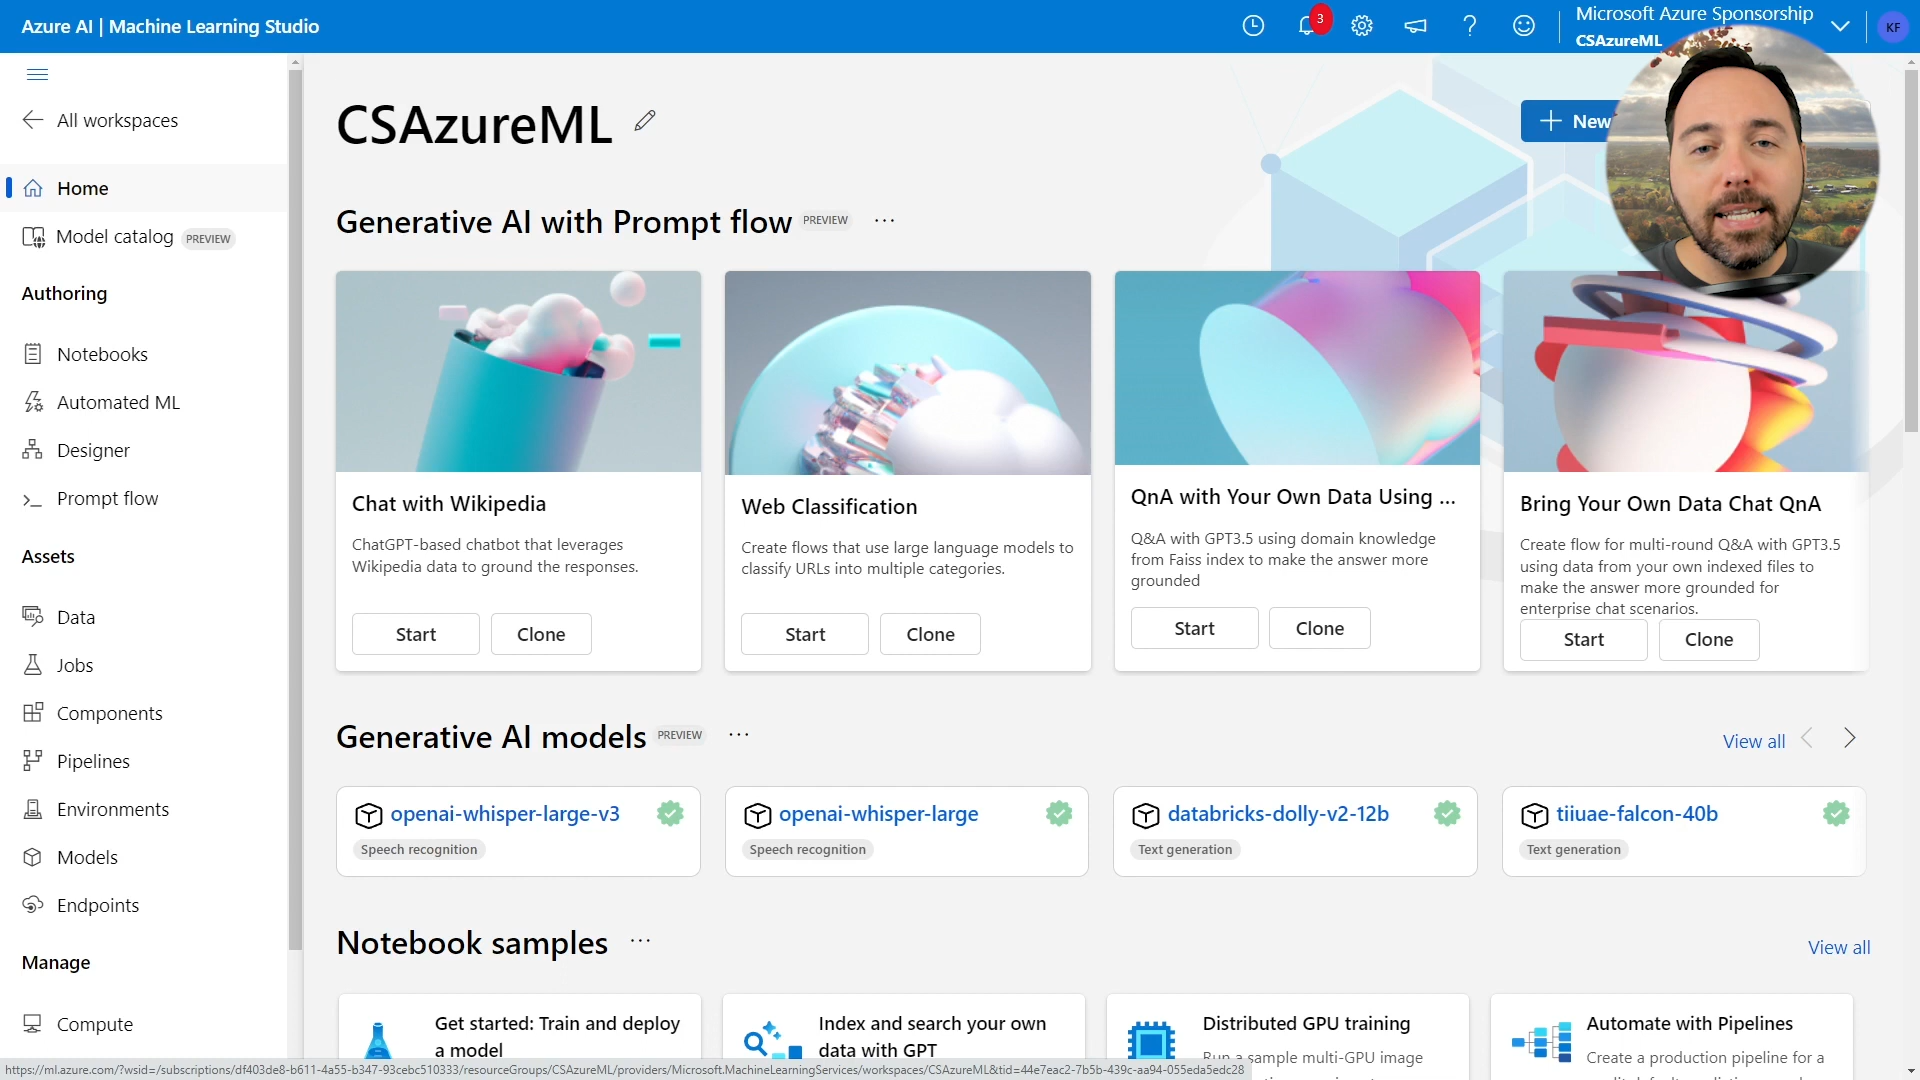 Azure AI | Machine Learning Studio
3
Microsoft Azure Sponsorship
CSAzureML
KF
All workspaces
Home
Model catalog PREVIEW
Authoring
Notebooks
Automated ML
Designer
Prompt flow
Assets
Data
Jobs
Components
Pipelines
Environments
Models
Endpoints
Manage
Compute
CSAzureML
New
Generative AI with Prompt flow PREVIEW ...
Chat with Wikipedia
ChatGPT-based chatbot that leverages
Wikipedia data to ground the responses.
Start Clone
Web Classification
Create flows that use large language models to
classify URLs into multiple categories.
Start Clone
QnA with Your Own Data Using ...
Q&A with GPT3.5 using domain knowledge
from Faiss index to make the answer more
grounded
Start Clone
Bring Your Own Data Chat QnA
Create flow for multi-round Q&A with GPT3.5
using data from your own indexed files to
make the answer more grounded for
enterprise chat scenarios.
Start Clone
Generative AI models PREVIEW ...
View all
openai-whisper-large-v3
Speech recognition
openai-whisper-large
Speech recognition
databricks-dolly-v2-12b
Text generation
tiiuae-falcon-40b
Text generation
Notebook samples ...
View all
Get started: Train and deploy
a model
Index and search your own
data with GPT
Distributed GPU training
Run a sample multi-GPU image
Automate with Pipelines
Create a production pipeline for a
https://ml.azure.com/?wsid=/subscriptions/df403de8-b611-4a55-b347-93cebc510333/resourceGroups/CSAzureML/providers/Microsoft.MachineLearningServices/workspaces/CSAzureML&tid=44e7eac2-7b5b-439c-aa94-055eda5edc28